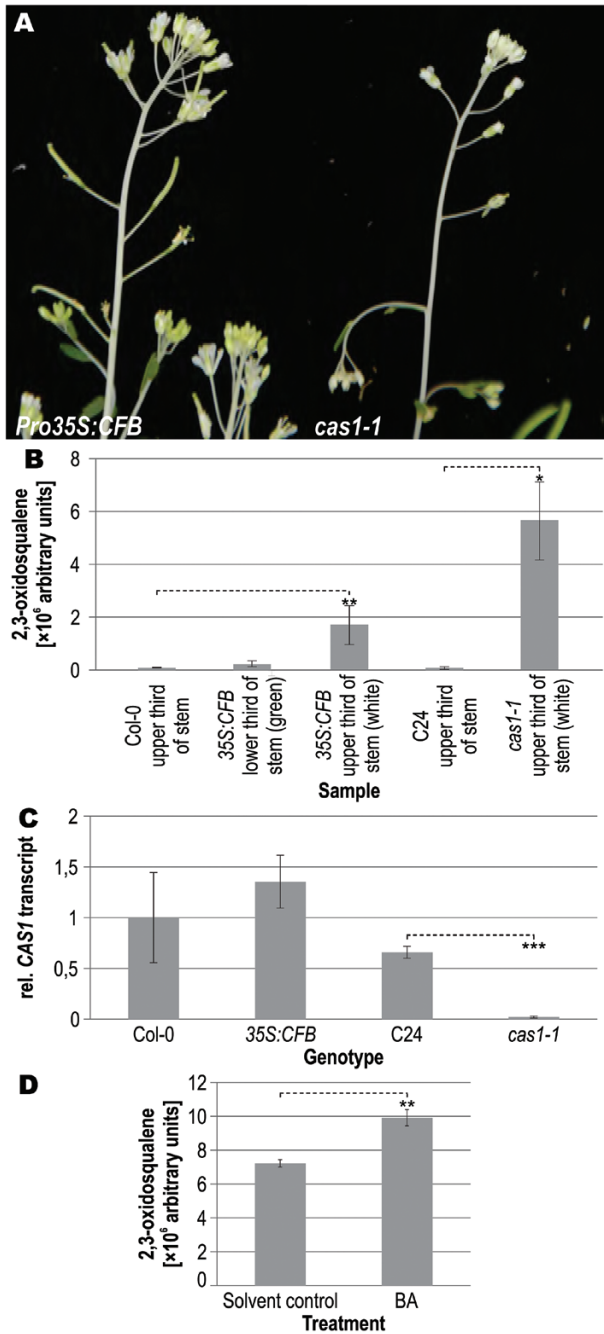 A
Pro35S:CFB
cas1-1
B
2,3-oxidosqualene
[×10⁶ arbitrary units]
8
6
4
2
0
**
*
Col-0
upper third
of stem
35S:CFB
lower third of
stem (green)
35S:CFB
upper third of
stem (white)
C24
upper third
of stem
cas1-1
upper third of
stem (white)
Sample
C
rel. CAS1 transcript
2
1,5
1
0,5
0
***
Col-0
35S:CFB
C24
cas1-1
Genotype
D
2,3-oxidosqualene
[×10⁶ arbitrary units]
12
10
8
6
4
2
0
**
Solvent control
BA
Treatment